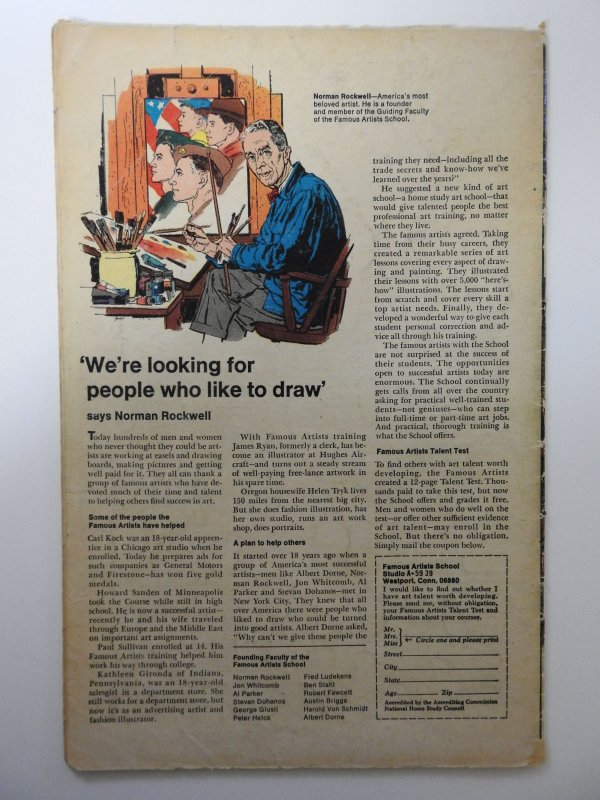 Norman Rockwell—America's most
beloved artist. He is a founder
and member of the Guiding Faculty
of the Famous Artists School.
'We're looking for
people who like to draw'
says Norman Rockwell
Today hundreds of men and women
who never thought they could be art-
ists are working at easels and drawing
boards, making pictures and getting
well paid for it. They all can thank a
group of famous artists who have de-
voted much of their time and talent
to helping others find success in art.
Some of the people the
Famous Artists have helped
Carl Kock was an 18-year-old appren-
tice in a Chicago art studio when he
enrolled. Today he prepares ads for
such companies as General Motors
and Firestone—has won five gold
medals.
Howard Sanden of Minneapolis
took the Course while still in high
school. He is now a successful artist—
recently he and his wife traveled
through Europe and the Middle East
on important art assignments.
Paul Sullivan enrolled at 14. His
Famous Artists training helped him
work his way through college.
Kathleen Gironda of Indiana,
Pennsylvania, was an 18-year-old
salesgirl in a department store. She
still works for a department store, but
now it's as an advertising artist and
fashion illustrator.
With Famous Artists training
James Ryan, formerly a clerk, has be-
come an illustrator at Hughes Air-
craft—and turns out a steady stream
of well-paying free-lance artwork in
his spare time.
Oregon housewife Helen Tryk lives
150 miles from the nearest big city.
But she does fashion illustration, has
her own studio, runs an art work
shop, does portraits.
A plan to help others
It started over 18 years ago when a
group of America's most successful
artists—men like Albert Dorne, Nor-
man Rockwell, Jon Whitcomb, Al
Parker and Stevan Dohanos—met in
New York City. They knew that all
over America there were people who
liked to draw who could be turned
into good artists. Albert Dorne asked,
"Why can't we give these people the
Founding Faculty of the
Famous Artists School
Norman Rockwell
Jon Whitcomb
Al Parker
Stevan Dohanos
George Giusti
Peter Helck
Fred Ludekens
Ben Stahl
Robert Fawcett
Austin Briggs
Harold Von Schmidt
Albert Dorne
training they need—including all the
trade secrets and know-how we've
learned over the years?"
He suggested a new kind of art
school—a home study art school—that
would give talented people the best
professional art training, no matter
where they live.
The famous artists agreed. Taking
time from their busy careers, they
created a remarkable series of art
lessons covering every aspect of draw-
ing and painting. They illustrated
their lessons with over 5,000 "here's-
how" illustrations. The lessons start
from scratch and cover every skill a
top artist needs. Finally, they de-
veloped a wonderful way to give each
student personal correction and ad-
vice all through his training.
The famous artists with the School
are not surprised at the success of
their students. The opportunities
open to successful artists today are
enormous. The School continually
gets calls from all over the country
asking for practical well-trained stu-
dents—not geniuses—who can step
into full-time or part-time art jobs.
And practical, thorough training is
what the School offers.
Famous Artists Talent Test
To find others with art talent worth
developing, the Famous Artists
created a 12-page Talent Test. Thou-
sands paid to take this test, but now
the School offers and grades it free.
Men and women who do well on the
test—or offer other sufficient evidence
of art talent—may enroll in the
School. But there's no obligation.
Simply mail the coupon below.
Famous Artists School
Studio A-5939
Westport, Conn. 06880
I would like to find out whether I
have art talent worth developing.
Please send me, without obligation,
your Famous Artists Talent Test and
information about your courses.
Mr.
Mrs.
Miss
← Circle one and please print
Street
City
State
Age Zip
Accredited by the Accrediting Commission
National Home Study Council